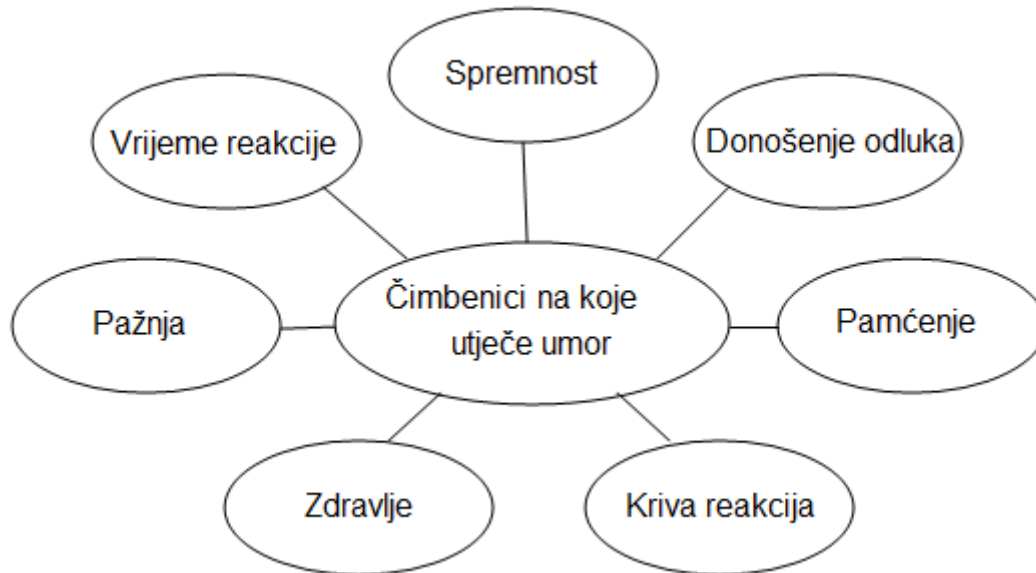 Spremnost
Vrijeme reakcije
Donošenje odluka
Čimbenici na koje
utječe umor
Pažnja
Pamćenje
Zdravlje
Kriva reakcija